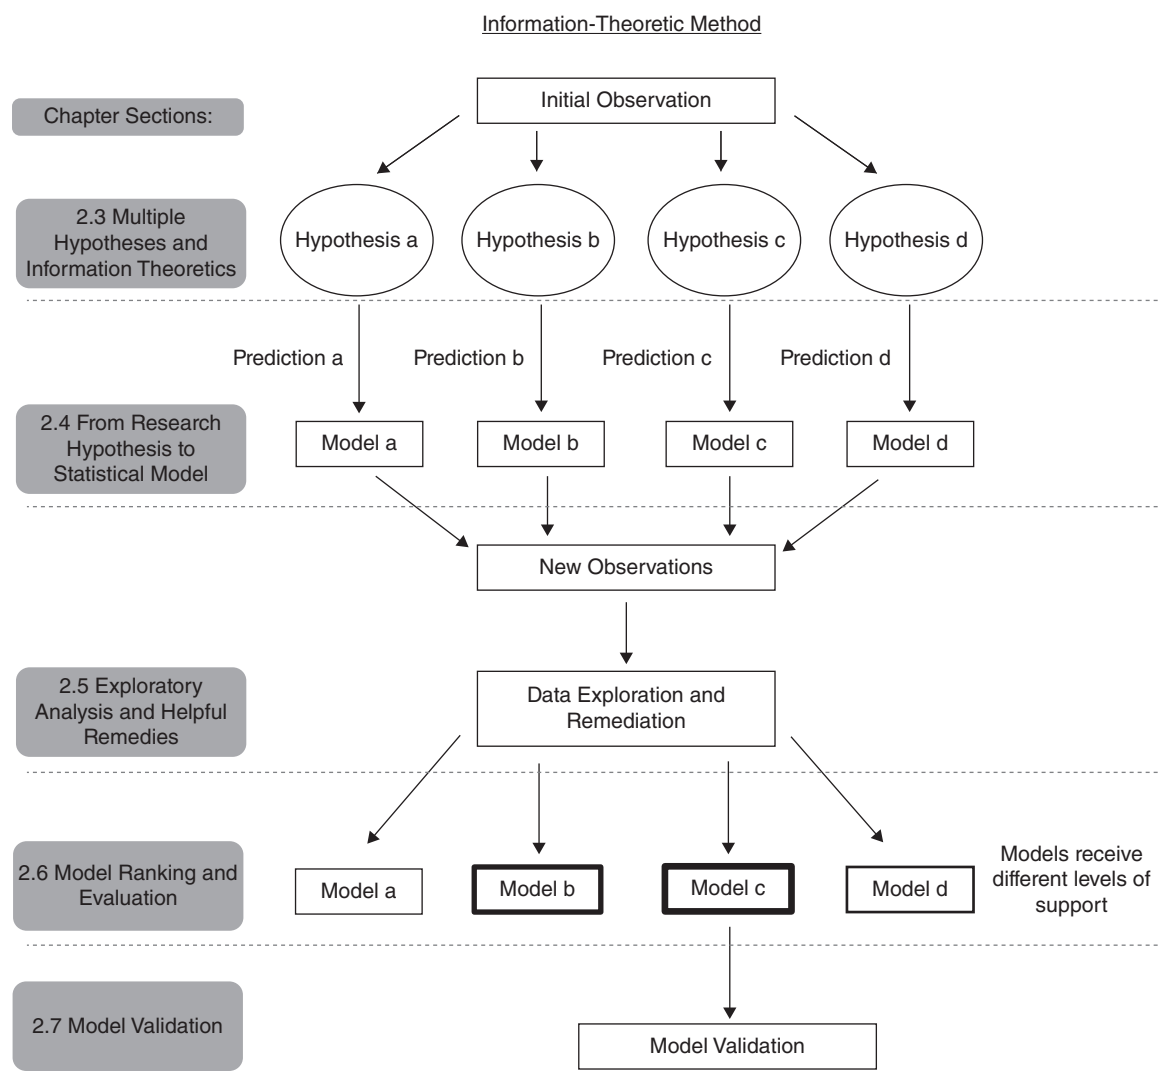 Information-Theoretic Method
Chapter Sections:
Initial Observation
2.3 Multiple
Hypotheses and
Information Theoretics
Hypothesis a
Hypothesis b
Hypothesis c
Hypothesis d
Prediction a
Prediction b
Prediction c
Prediction d
2.4 From Research
Hypothesis to
Statistical Model
Model a
Model b
Model c
Model d
New Observations
2.5 Exploratory
Analysis and Helpful
Remedies
Data Exploration and
Remediation
2.6 Model Ranking and
Evaluation
Model a
Model b
Model c
Model d
Models receive
different levels of
support
2.7 Model Validation
Model Validation